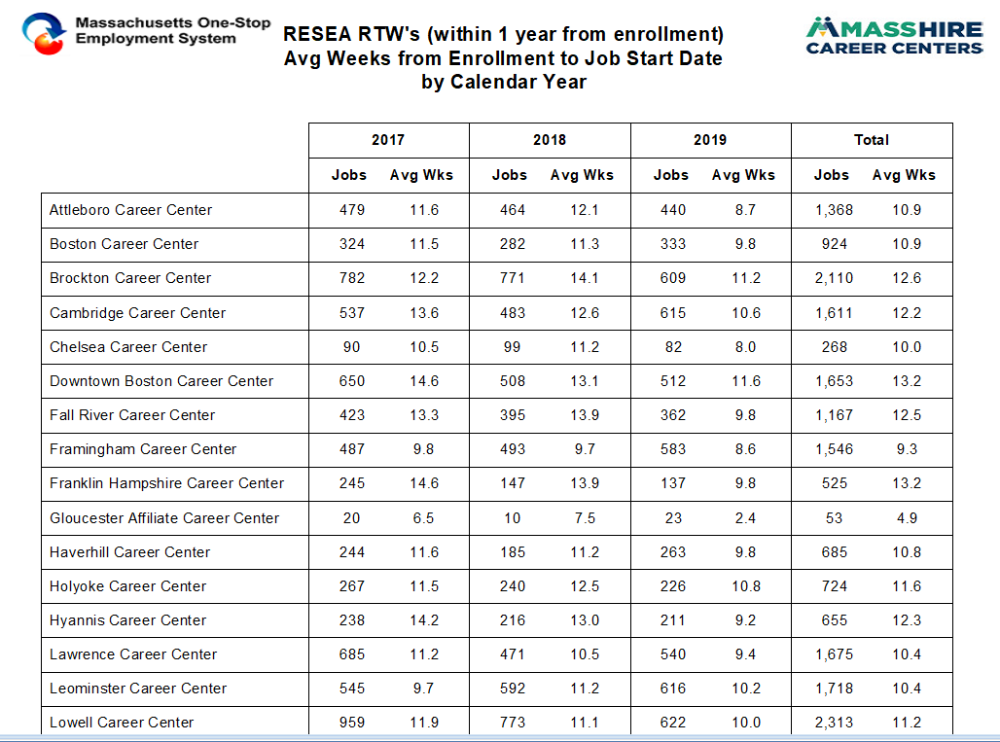 Massachusetts One-Stop
Employment System
RESEA RTW's (within 1 year from enrollment)
Avg Weeks from Enrollment to Job Start Date
by Calendar Year
MASSHIRE
CAREER CENTERS
2017 2018 2019 Total
Jobs Avg Wks Jobs Avg Wks Jobs Avg Wks Jobs Avg Wks
Attleboro Career Center 479 11.6 464 12.1 440 8.7 1,368 10.9
Boston Career Center 324 11.5 282 11.3 333 9.8 924 10.9
Brockton Career Center 782 12.2 771 14.1 609 11.2 2,110 12.6
Cambridge Career Center 537 13.6 483 12.6 615 10.6 1,611 12.2
Chelsea Career Center 90 10.5 99 11.2 82 8.0 268 10.0
Downtown Boston Career Center 650 14.6 508 13.1 512 11.6 1,653 13.2
Fall River Career Center 423 13.3 395 13.9 362 9.8 1,167 12.5
Framingham Career Center 487 9.8 493 9.7 583 8.6 1,546 9.3
Franklin Hampshire Career Center 245 14.6 147 13.9 137 9.8 525 13.2
Gloucester Affiliate Career Center 20 6.5 10 7.5 23 2.4 53 4.9
Haverhill Career Center 244 11.6 185 11.2 263 9.8 685 10.8
Holyoke Career Center 267 11.5 240 12.5 226 10.8 724 11.6
Hyannis Career Center 238 14.2 216 13.0 211 9.2 655 12.3
Lawrence Career Center 685 11.2 471 10.5 540 9.4 1,675 10.4
Leominster Career Center 545 9.7 592 11.2 616 10.2 1,718 10.4
Lowell Career Center 959 11.9 773 11.1 622 10.0 2,313 11.2